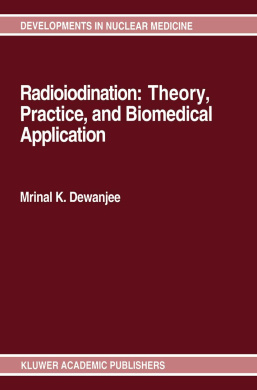 DEVELOPMENTS IN NUCLEAR MEDICINE
Radioiodination: Theory,
Practice, and Biomedical
Application
Mrinal K. Dewanjee
KLUWER ACADEMIC PUBLISHERS